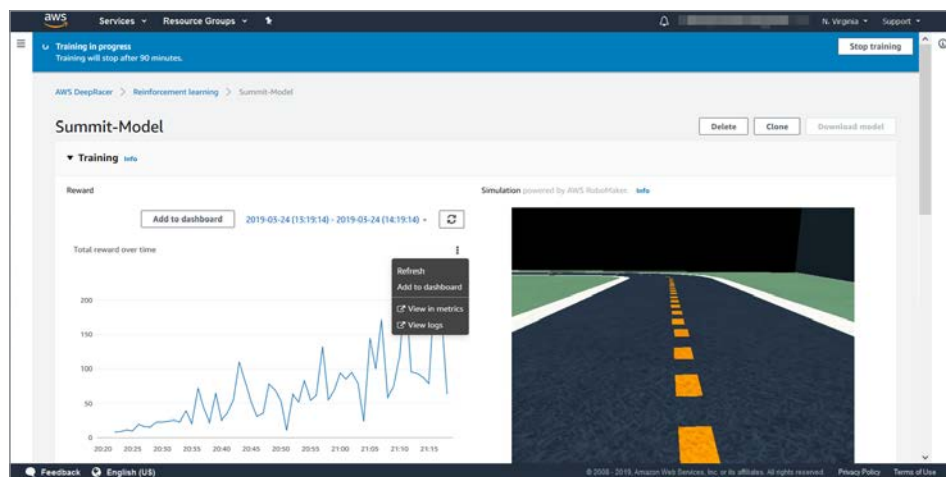 aws
Services
Resource Groups
N. Virginia
Support
Training in progress
Training will stop after 90 minutes.
Stop training
AWS DeepRacer > Reinforcement learning > Summit-Model
Summit-Model
Delete
Clone
Download model
Training Info
Reward
Simulation powered by AWS RoboMaker. Info
Add to dashboard
2019-03-24 (13:19:14) - 2019-03-24 (14:19:14)
Total reward over time
Refresh
Add to dashboard
View in metrics
View logs
200
150
100
50
0
20:20 20:25 20:30 20:35 20:40 20:45 20:50 20:55 21:00 21:05 21:10 21:15
Feedback
English (US)
© 2008 - 2019, Amazon Web Services, Inc. or its affiliates. All rights reserved.
Privacy Policy
Terms of Use